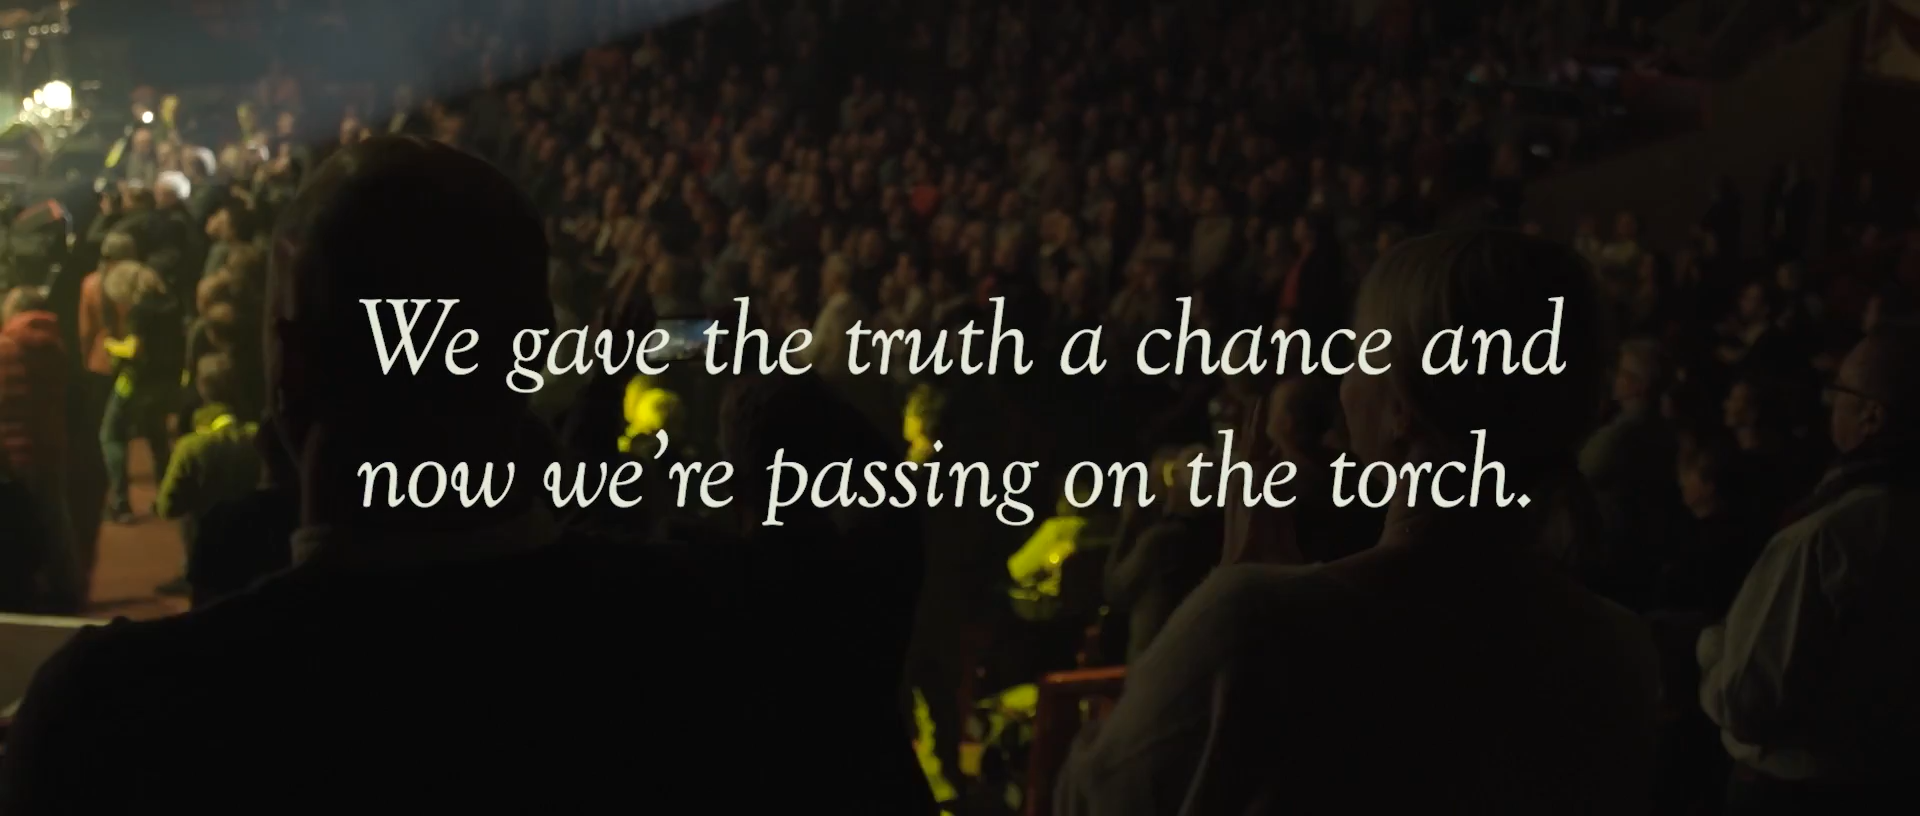 We gave the truth a chance and
now we’re passing on the torch.